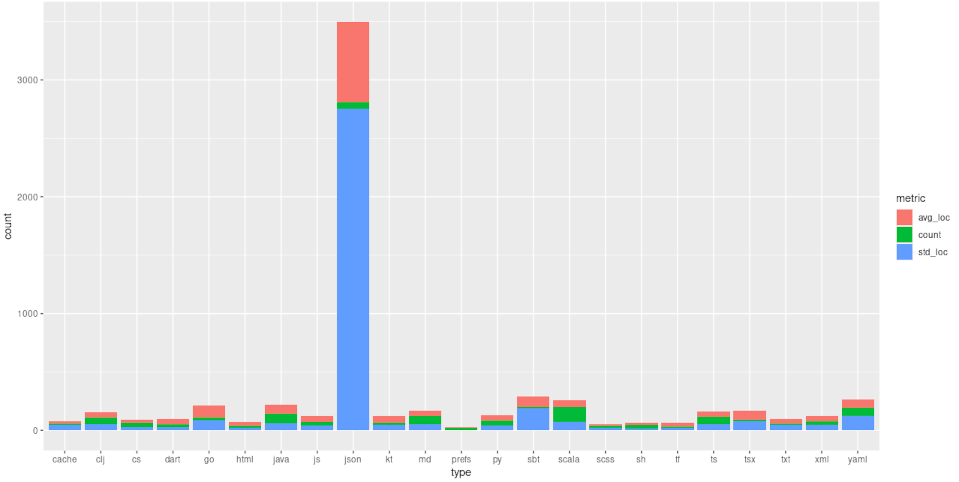 count
3000
2000
1000
0
cache clj cs dart go html java js json kt md prefs py sbt scala scss sh tf ts tsx txt xml yaml
type
metric
avg_loc
count
std_loc